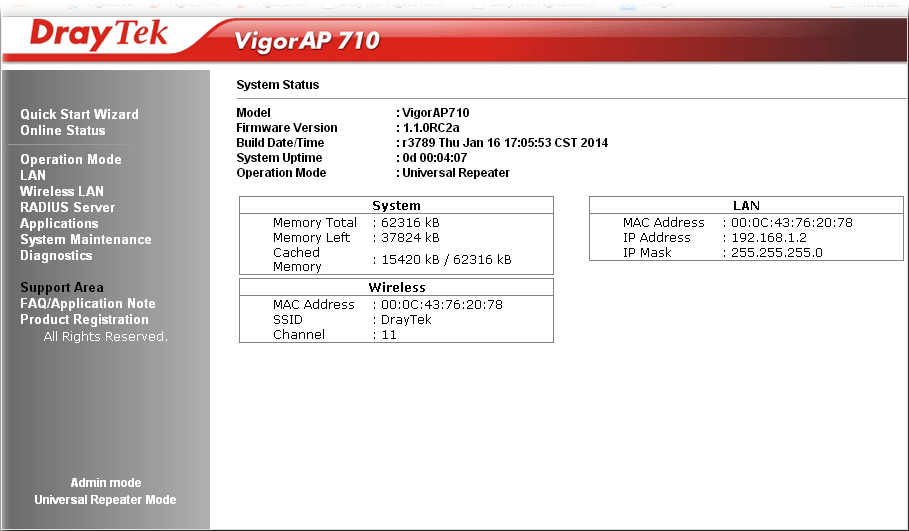 DrayTek
VigorAP 710
Quick Start Wizard
Online Status
Operation Mode
LAN
Wireless LAN
RADIUS Server
Applications
System Maintenance
Diagnostics
Support Area
FAQ/Application Note
Product Registration
All Rights Reserved.
Admin mode
Universal Repeater Mode
System Status
Model : VigorAP710
Firmware Version : 1.1.0RC2a
Build Date/Time : r3789 Thu Jan 16 17:05:53 CST 2014
System Uptime : 0d 00:04:07
Operation Mode : Universal Repeater
System
Memory Total : 62316 kB
Memory Left : 37824 kB
Cached
Memory : 15420 kB / 62316 kB
Wireless
MAC Address : 00:0C:43:76:20:78
SSID : DrayTek
Channel : 11
LAN
MAC Address : 00:0C:43:76:20:78
IP Address : 192.168.1.2
IP Mask : 255.255.255.0